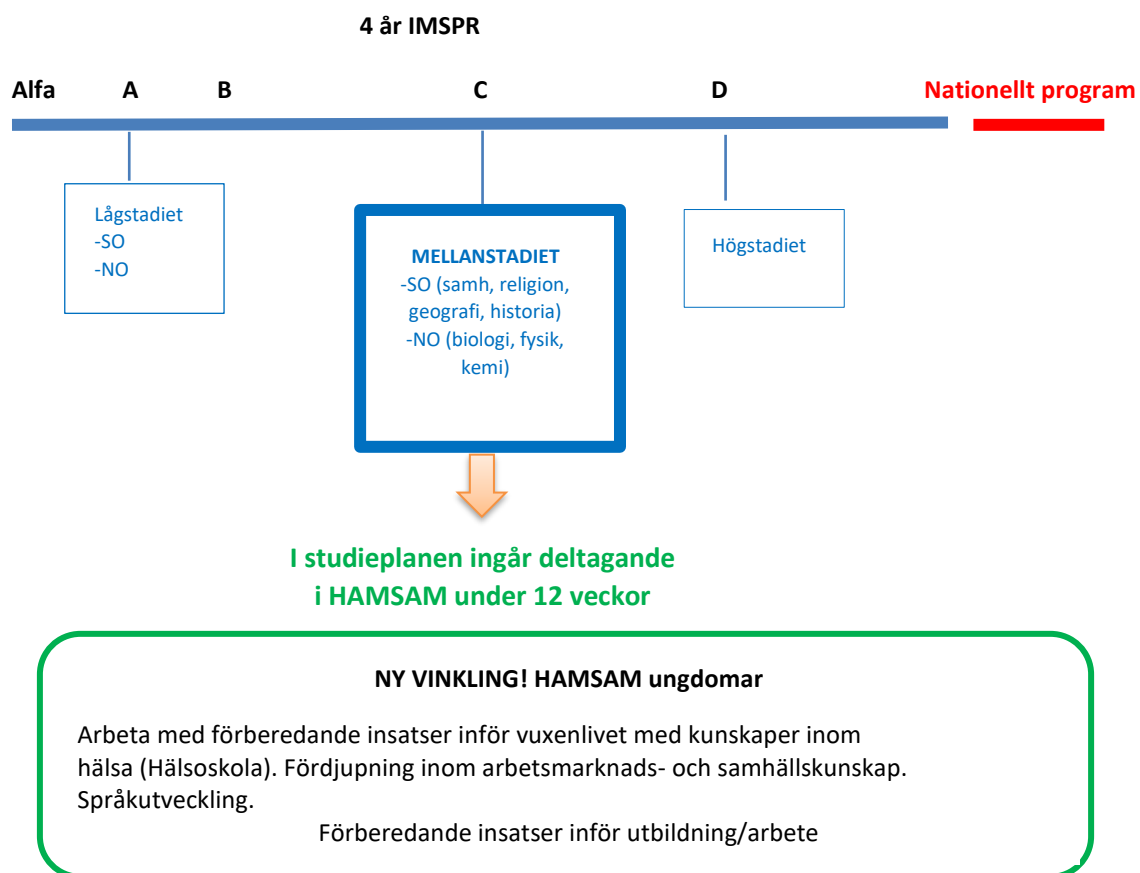 4 år IMSPR
Alfa A B C D Nationellt program
Lågstadiet
-SO
-NO
MELLANSTADIET
-SO (samh, religion,
geografi, historia)
-NO (biologi, fysik,
kemi)
Högstadiet
I studieplanen ingår deltagande
i HAMSAM under 12 veckor
NY VINKLING! HAMSAM ungdomar
Arbeta med förberedande insatser inför vuxenlivet med kunskaper inom
hälsa (Hälsoskola). Fördjupning inom arbetsmarknads- och samhällskunskap.
Språkutveckling.
Förberedande insatser inför utbildning/arbete